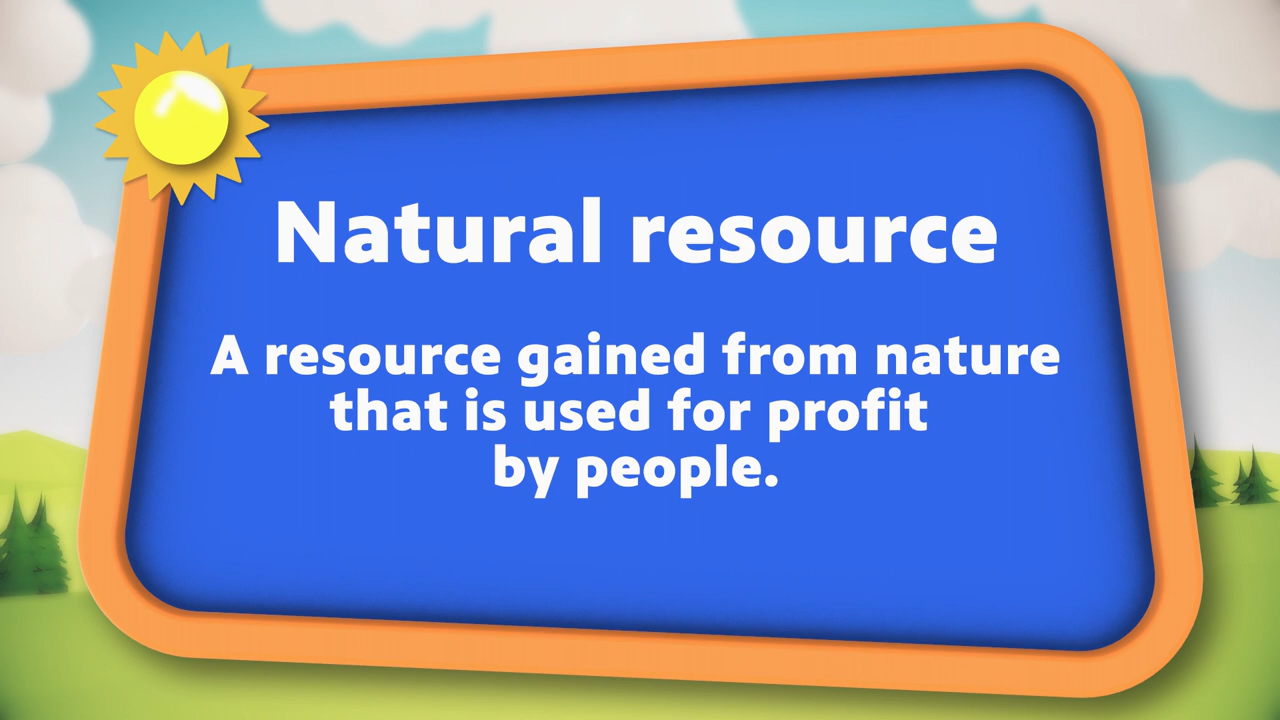 Natural resource
A resource gained from nature
that is used for profit
by people.